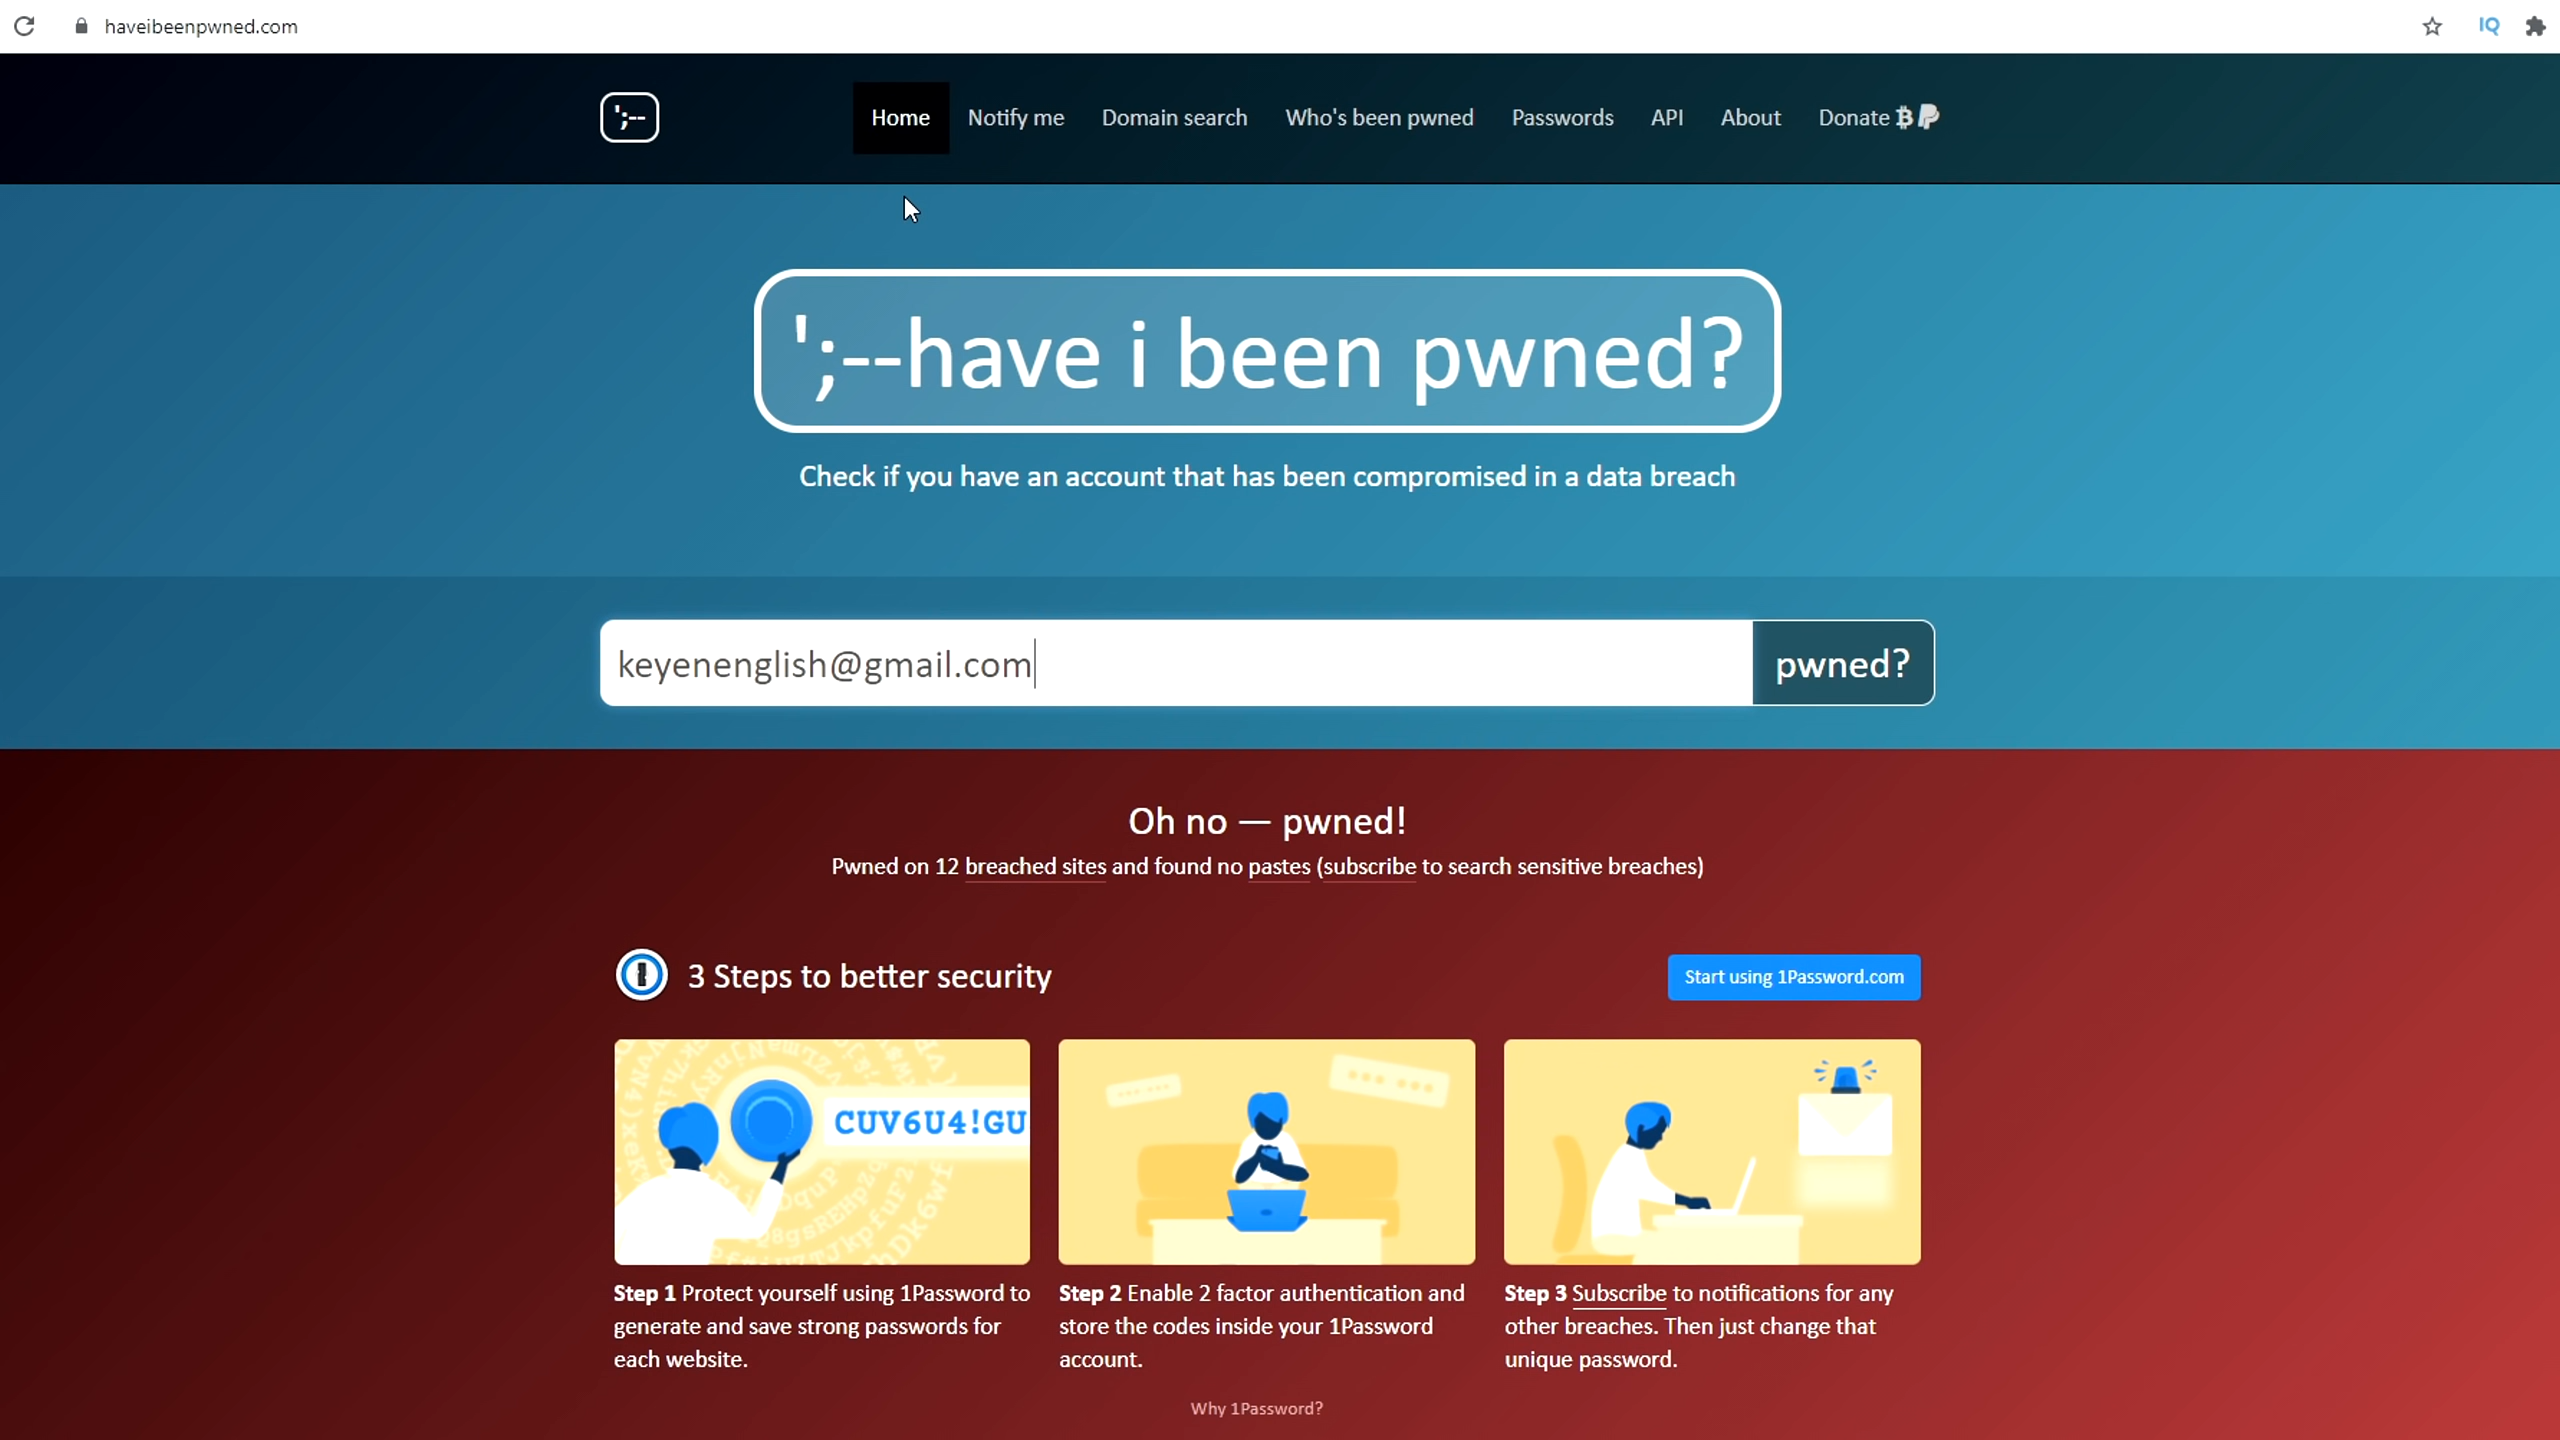 haveibeenpwned.com
IQ
';--
Home Notify me Domain search Who's been pwned Passwords API About Donate
';--have i been pwned?
Check if you have an account that has been compromised in a data breach
keyenenglish@gmail.com
pwned?
Oh no — pwned!
Pwned on 12 breached sites and found no pastes (subscribe to search sensitive breaches)
3 Steps to better security
Start using 1Password.com
CUV6U4!GU
Step 1 Protect yourself using 1Password to
generate and save strong passwords for
each website.
Step 2 Enable 2 factor authentication and
store the codes inside your 1Password
account.
Step 3 Subscribe to notifications for any
other breaches. Then just change that
unique password.
Why 1Password?